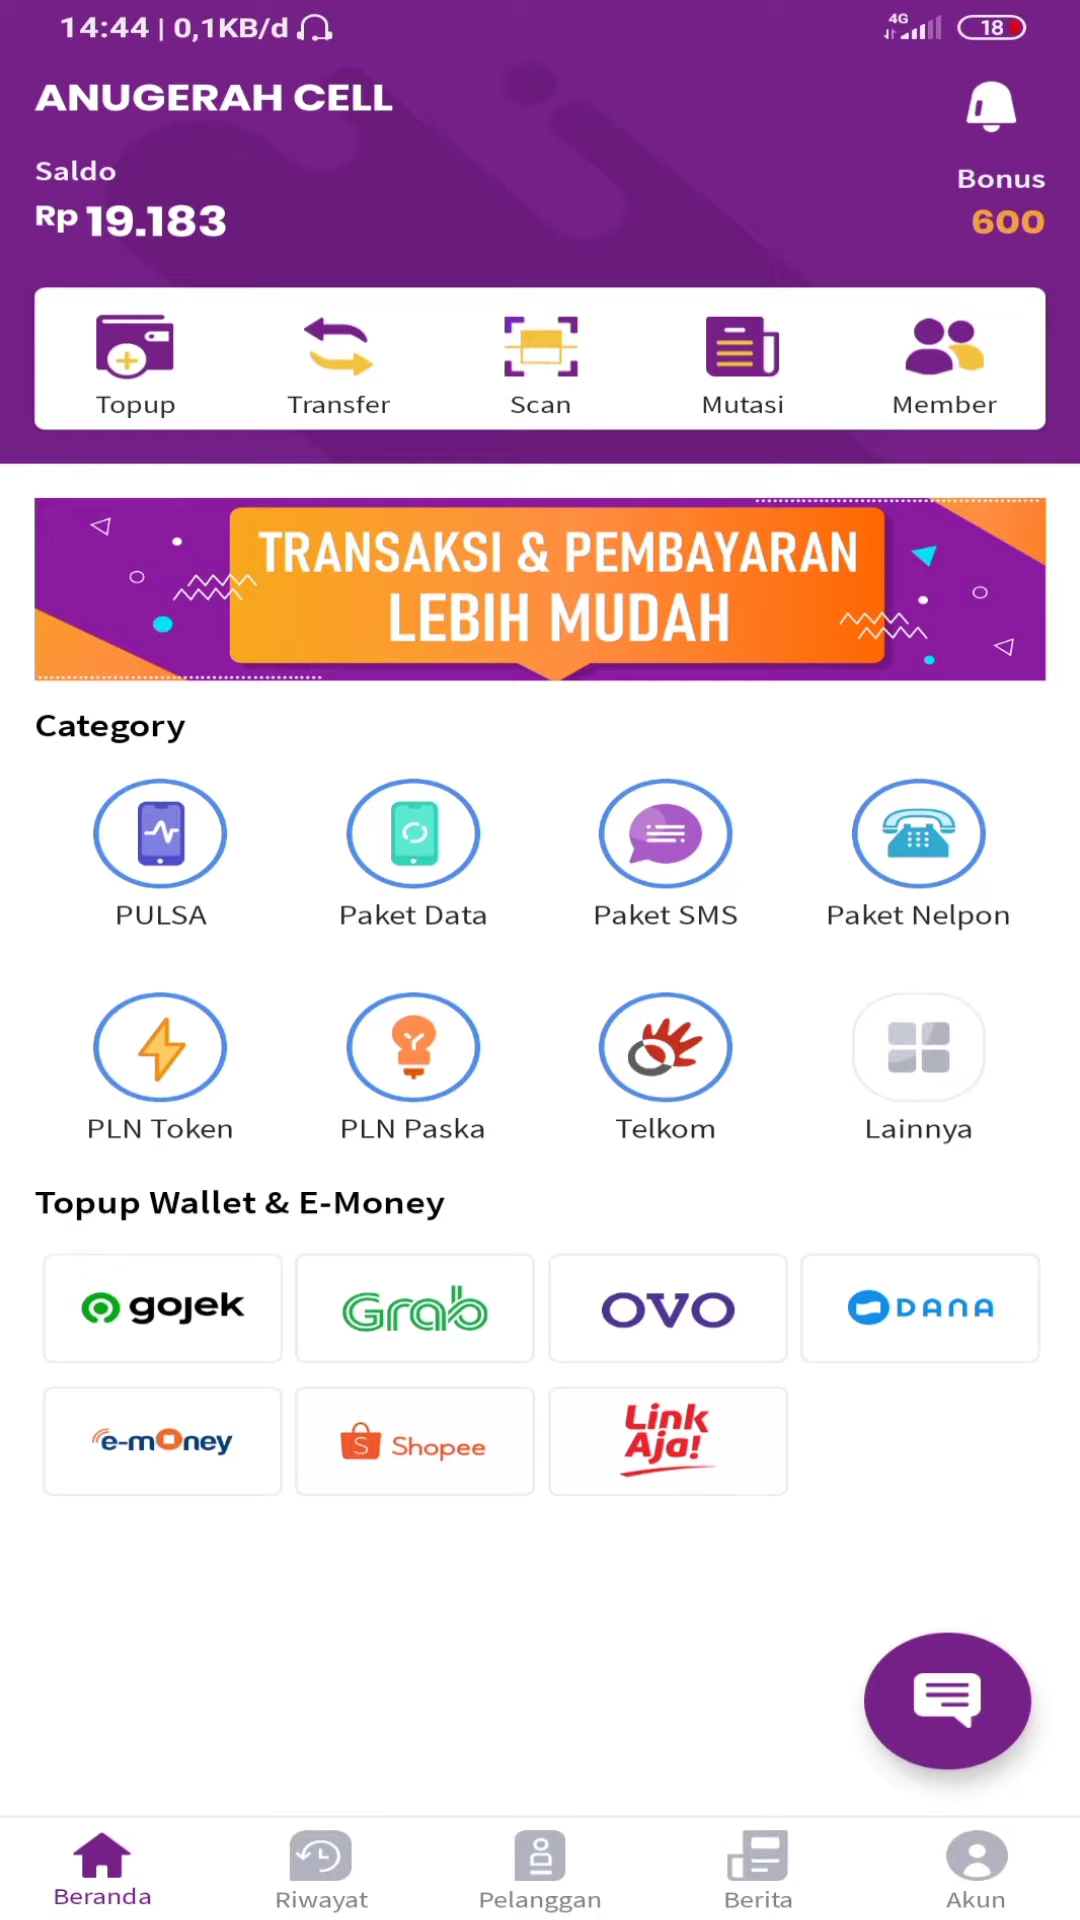 14:44 | 0,1KB/d
4G
18
ANUGERAH CELL
Saldo
Rp 19.183
Bonus
600
Topup
Transfer
Scan
Mutasi
Member
TRANSAKSI & PEMBAYARAN
LEBIH MUDAH
Category
PULSA
Paket Data
Paket SMS
Paket Nelpon
PLN Token
PLN Paska
Telkom
Lainnya
Topup Wallet & E-Money
gojek
Grab
OVO
DANA
e-money
S Shopee
Link
Aja!
Beranda
Riwayat
Pelanggan
Berita
Akun